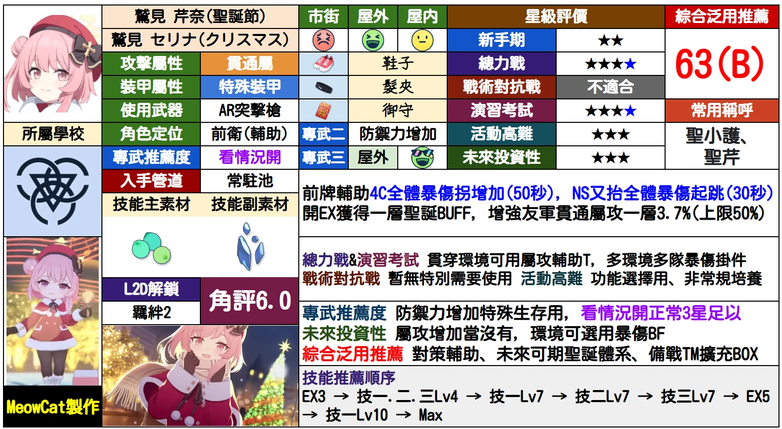 鷲見 芹奈(聖誕節)
鷲見 セリナ(クリスマス)
攻擊屬性 貫通屬
裝甲屬性 特殊裝甲
使用武器 AR突擊槍
所屬學校 角色定位 前衛(輔助)
專武推薦度 看情況開
入手管道 常駐池
技能主素材 技能副素材
L2D解鎖
羈絆2
角評6.0
MeowCat製作
市街 屋外 屋內
鞋子
髮夾
御守
專武二 防禦力增加
專武三 屋外
星級評價
新手期 ★★
總力戰 ★★★★
戰術對抗戰 不適合
演習考試 ★★★★
活動高難 ★★★
未來投資性 ★★★
綜合泛用推薦
63(B)
常用稱呼
聖小護、
聖芹
前牌輔助4C全體暴傷拐增加(50秒), NS又抬全體暴傷起跳(30秒)
開EX獲得一層聖誕BUFF, 增強友軍貫通屬攻一層3.7%(上限50%)
總力戰&演習考試 貫穿環境可用屬攻輔助T, 多環境多隊暴傷掛件
戰術對抗戰 暫無特別需要使用 活動高難 功能選擇用、非常規培養
專武推薦度 防禦力增加特殊生存用, 看情況開正常3星足以
未來投資性 屬攻增加當沒有, 環境可選用暴傷BF
綜合泛用推薦 對策輔助、未來可期聖誕體系、備戰TM擴充BOX
技能推薦順序
EX3 → 技一.二.三Lv4 → 技一Lv7 → 技二Lv7 → 技三Lv7 → EX5
→ 技一Lv10 → Max